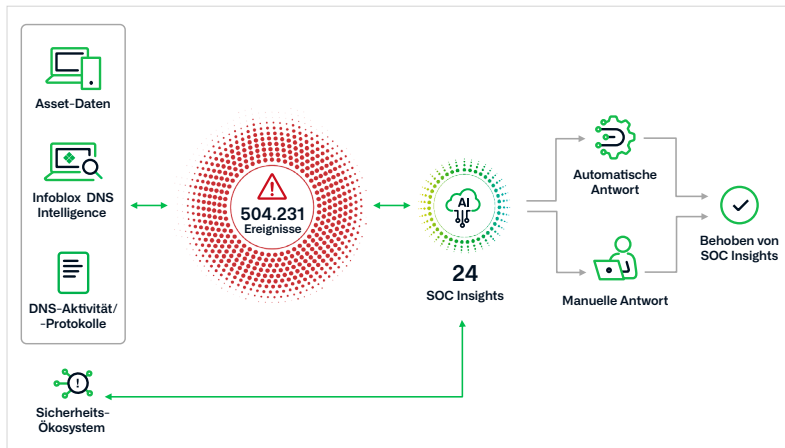 Asset-Daten
Infoblox DNS
Intelligence
DNS-Aktivität/
-Protokolle
Sicherheits-
Ökosystem
504.231
Ereignisse
AI
24
SOC Insights
Automatische
Antwort
Manuelle Antwort
Behoben von
SOC Insights